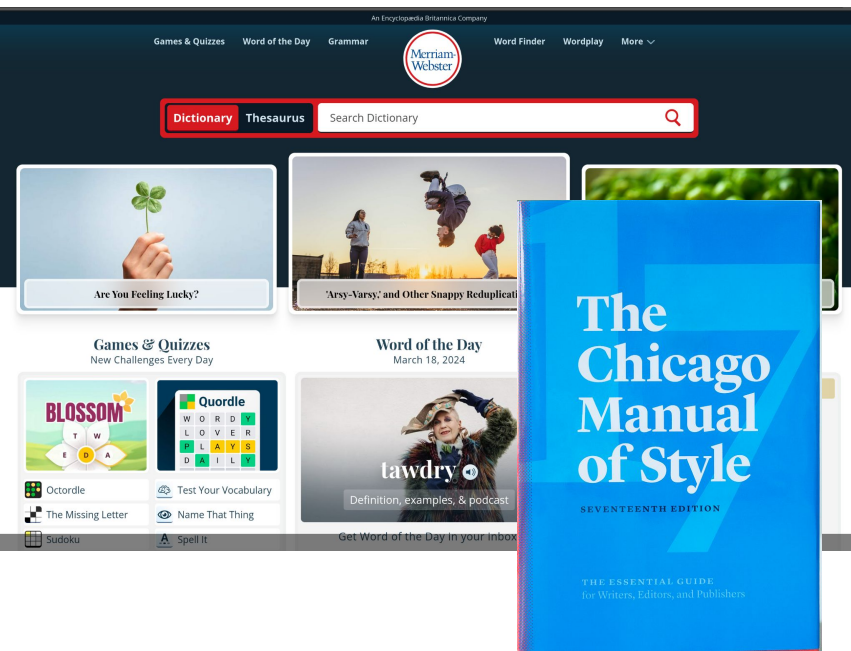 An Encyclopædia Britannica Company
Games & Quizzes Word of the Day Grammar
Merriam-
Webster
Word Finder Wordplay More
Dictionary Thesaurus Search Dictionary
Are You Feeling Lucky?
'Arsy-Varsy,' and Other Snappy
Games & Quizzes
New Challenges Every Day
BLOSSOM
T W
E D A
Quordle
W O R D Y
L O V E R
P L A Y S
D A I L Y
Octordle
Test Your Vocabulary
The Missing Letter
Name That Thing
Sudoku
Spell It
Word of the Day
March 18, 2024
tawdry
Definition, examples, & podcast
Get Word of the Day in your Inbox
17
The
Chicago
Manual
of Style
SEVENTEENTH EDITION
THE ESSENTIAL GUIDE
for Writers, Editors, and Publishers